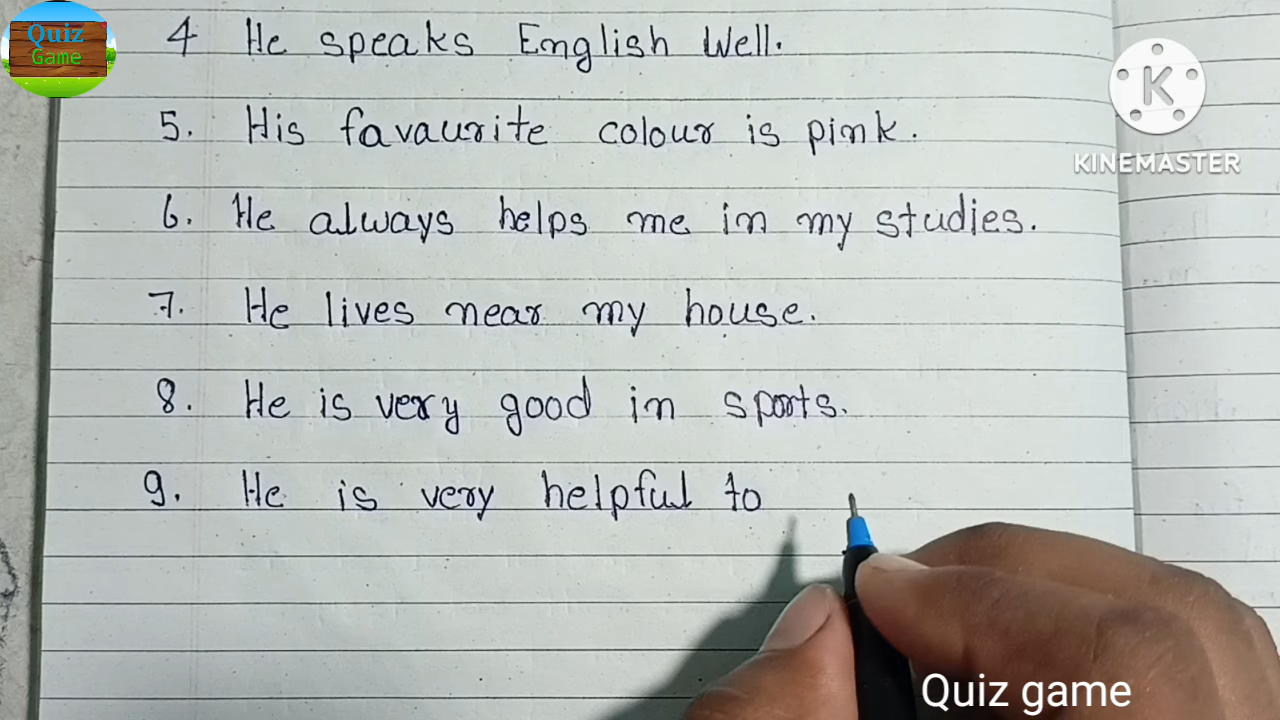 Quiz
Game
4 He speaks English Well.
5. His favaurite colour is pink.
6. He always helps me in my studies.
7. He lives near my house.
8. He is very good in sports.
9. He is very helpful to
K
KINEMASTER
Quiz game